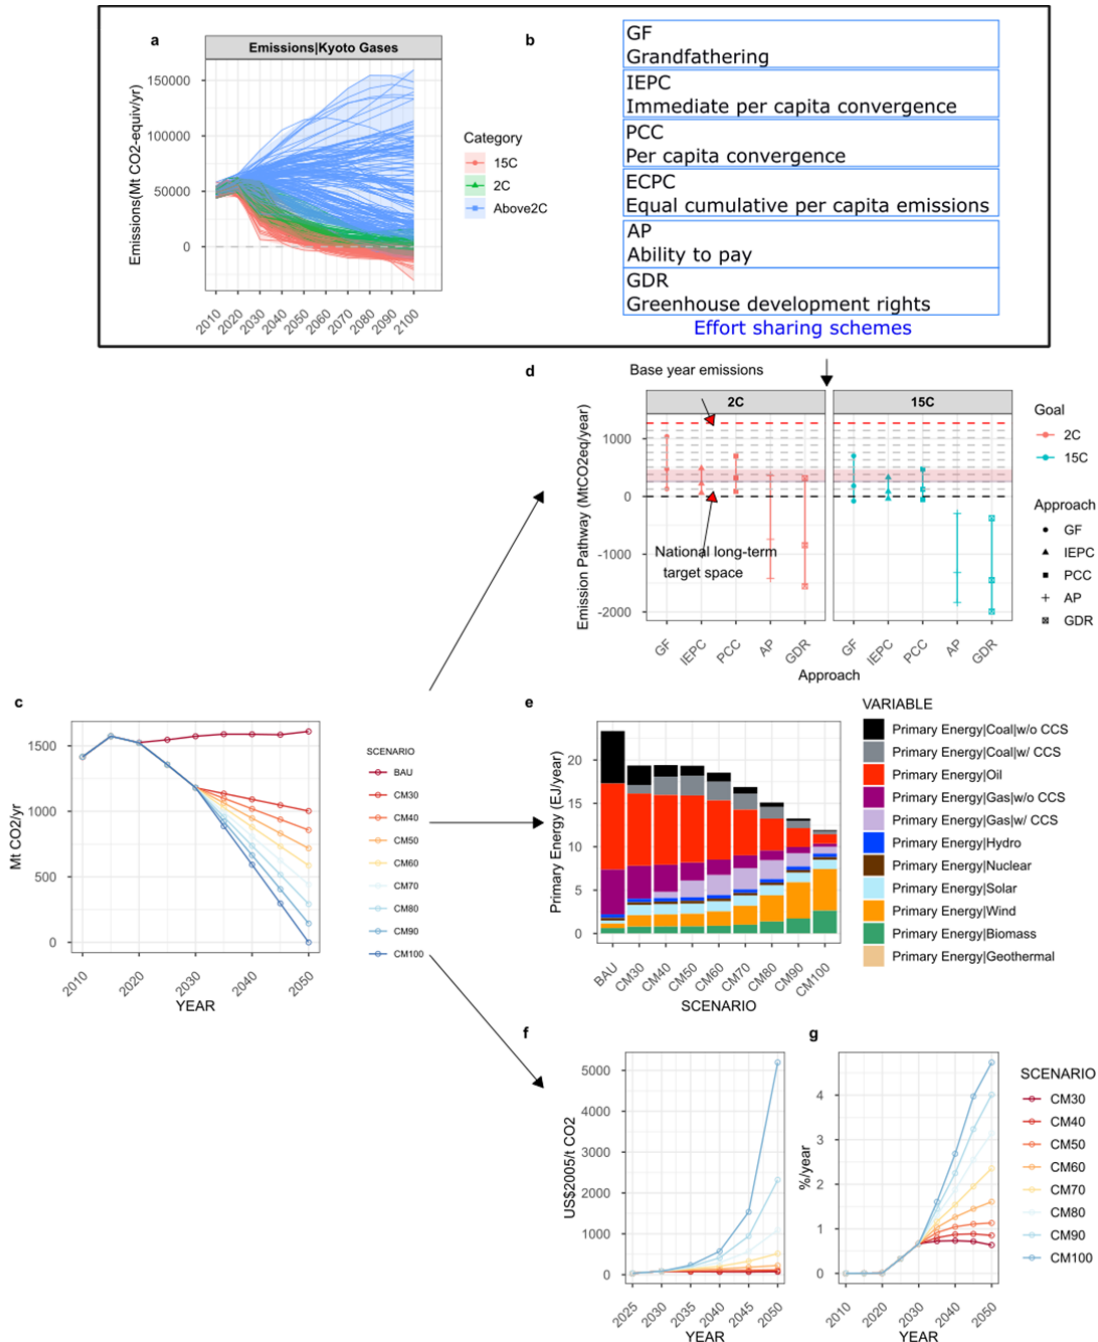 a
Emissions|Kyoto Gases
Emissions(Mt CO2-equiv/yr)
150000
100000
50000
0
2010
2020
2030
2040
2050
2060
2070
2080
2090
2100
Category
15C
2C
Above2C
b
GF
Grandfathering
IEPC
Immediate per capita convergence
PCC
Per capita convergence
ECPC
Equal cumulative per capita emissions
AP
Ability to pay
GDR
Greenhouse development rights
Effort sharing schemes
d
Base year emissions
2C
15C
Emission Pathway (MtCO2eq/year)
1000
0
-1000
-2000
National long-term
target space
GF
IEPC
PCC
AP
GDR
GF
IEPC
PCC
AP
GDR
Approach
Goal
2C
15C
Approach
GF
IEPC
PCC
AP
GDR
c
Mt CO2/yr
1500
1000
500
0
2010
2020
2030
2040
2050
YEAR
SCENARIO
BAU
CM30
CM40
CM50
CM60
CM70
CM80
CM90
CM100
e
Primary Energy (EJ/year)
20
15
10
5
0
BAU
CM30
CM40
CM50
CM60
CM70
CM80
CM90
CM100
SCENARIO
VARIABLE
Primary Energy|Coal|w/o CCS
Primary Energy|Coal|w/ CCS
Primary Energy|Oil
Primary Energy|Gas|w/o CCS
Primary Energy|Gas|w/ CCS
Primary Energy|Hydro
Primary Energy|Nuclear
Primary Energy|Solar
Primary Energy|Wind
Primary Energy|Biomass
Primary Energy|Geothermal
f
US$2005/t CO2
5000
4000
3000
2000
1000
0
2025
2030
2035
2040
2045
2050
YEAR
g
%/year
4
3
2
1
0
2010
2020
2030
2040
2050
YEAR
SCENARIO
CM30
CM40
CM50
CM60
CM70
CM80
CM90
CM100